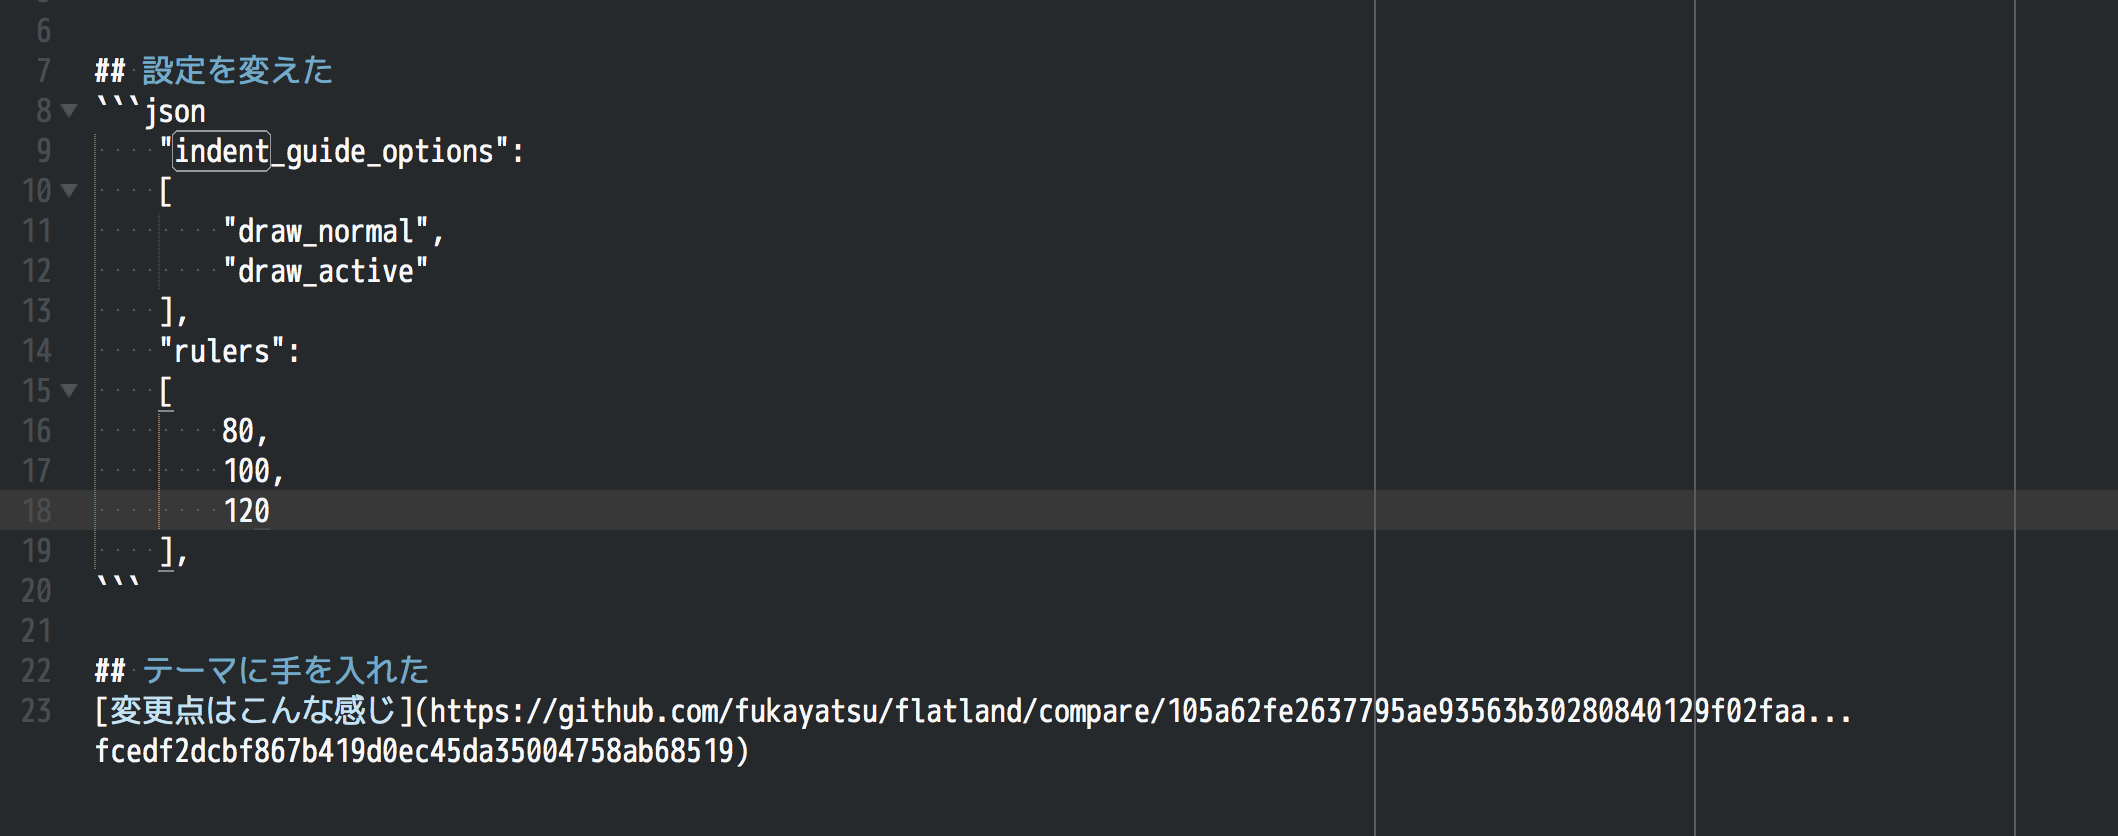 6
7 ## 設定を変えた
8 ```json
9 "indent_guide_options":
10 [
11 "draw_normal",
12 "draw_active"
13 ],
14 "rulers":
15 [
16 80,
17 100,
18 120
19 ],
20 ```
21
22 ## テーマに手を入れた
23 [変更点はこんな感じ](https://github.com/fukayatsu/flatland/compare/105a62fe2637795ae93563b30280840129f02faa...
fcedf2dcbf867b419d0ec45da35004758ab68519)